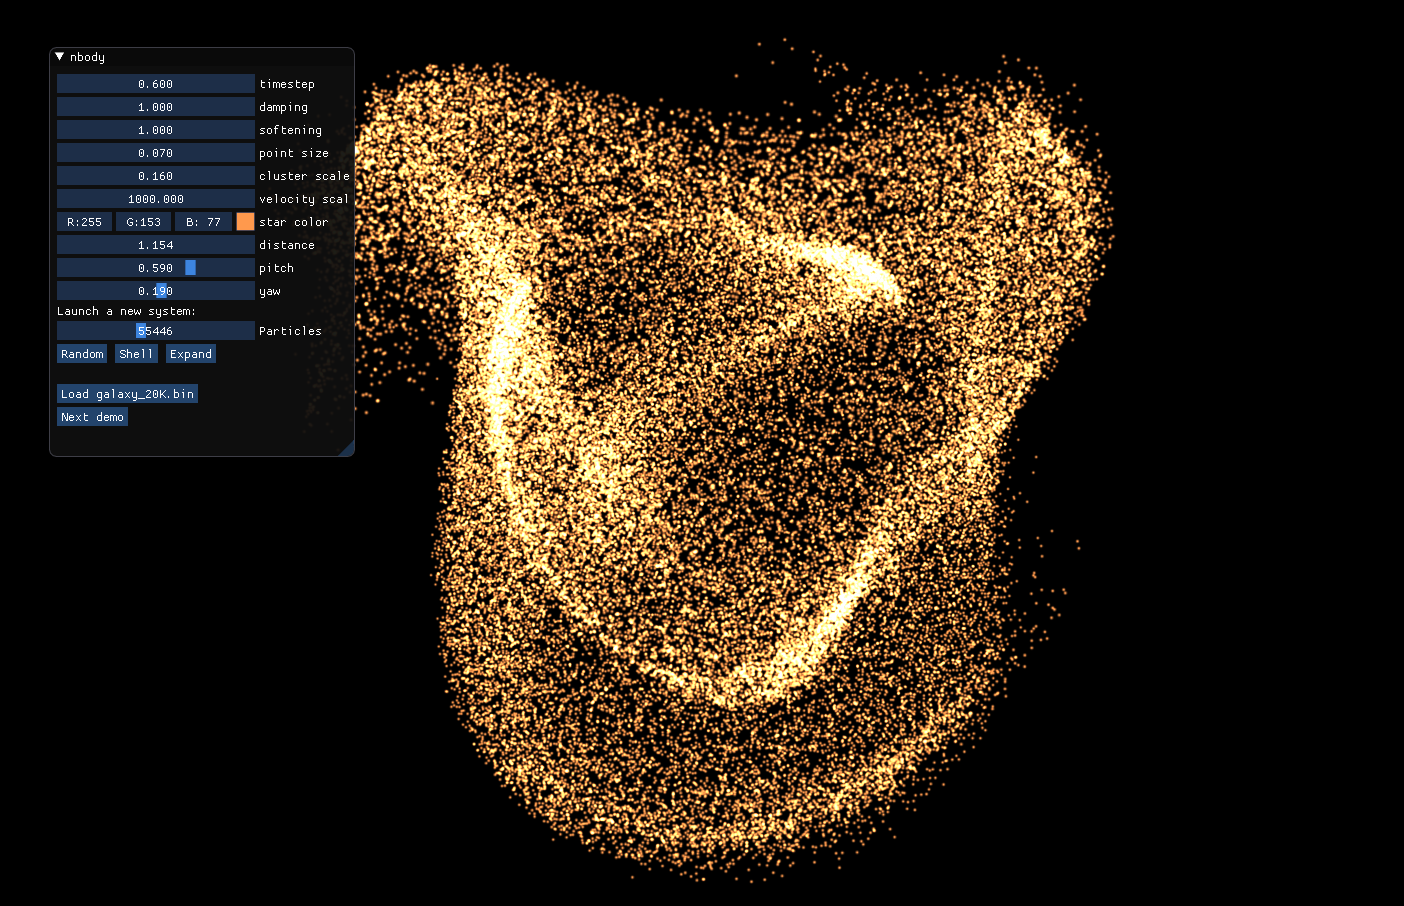 nbody
0.600 timestep
1.000 damping
1.000 softening
0.070 point size
0.160 cluster scale
1000.000 velocity scal
R:255 G:153 B: 77 star color
1.154 distance
0.590 pitch
0.190 yaw
Launch a new system:
55446 Particles
Random Shell Expand
Load galaxy_20K.bin
Next demo